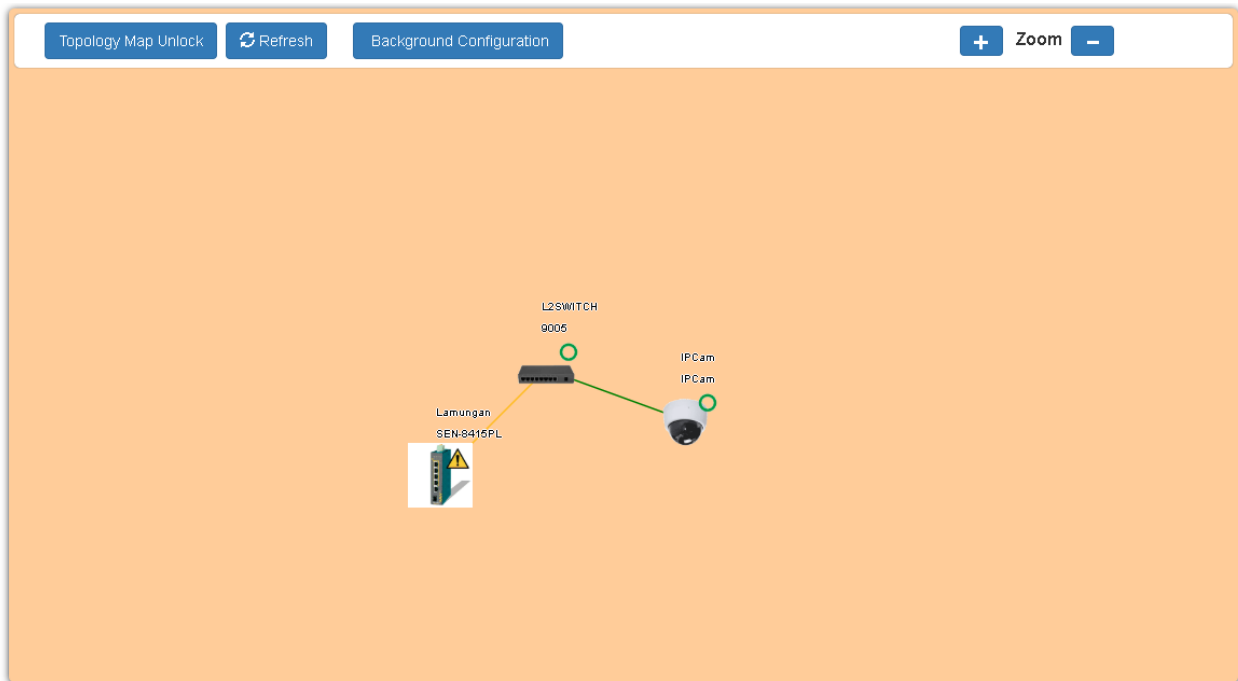 Topology Map Unlock Refresh Background Configuration + Zoom −
L2SWITCH
9005
IPCam
IPCam
Lamungan
SEN-8415PL